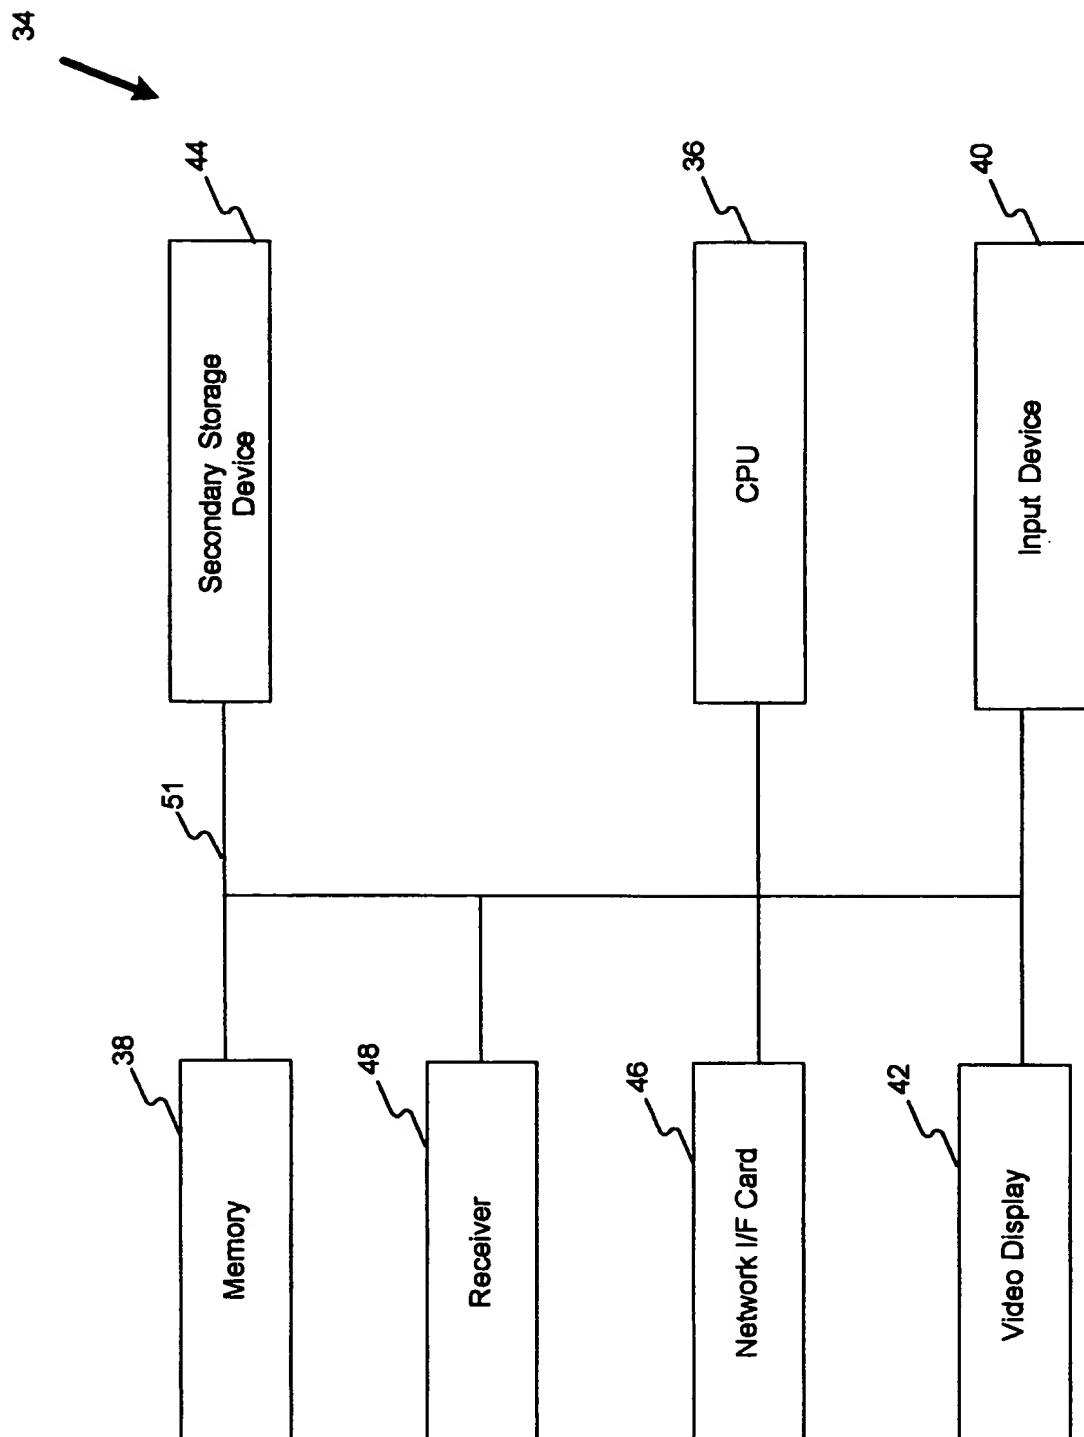 34
Memory
38
Receiver
48
Network I/F Card
46
Video Display
42
51
Secondary Storage
Device
44
CPU
36
Input Device
40